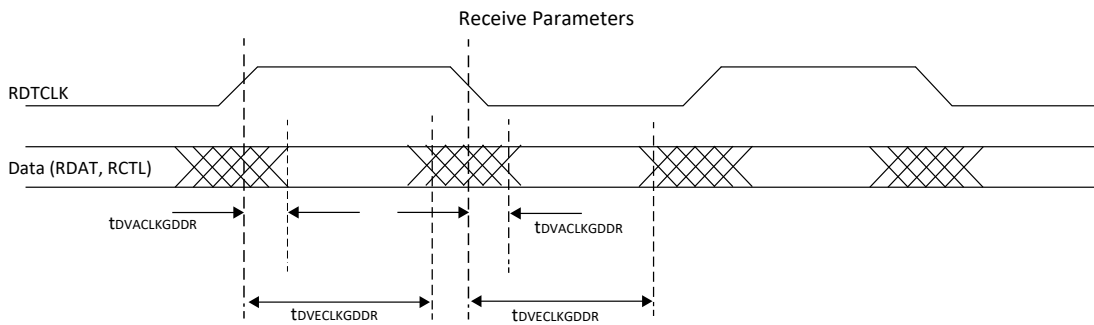 Receive Parameters
RDTCLK
Data (RDAT, RCTL)
tDVACLKGDDR
tDVACLKGDDR
tDVECLKGDDR
tDVECLKGDDR